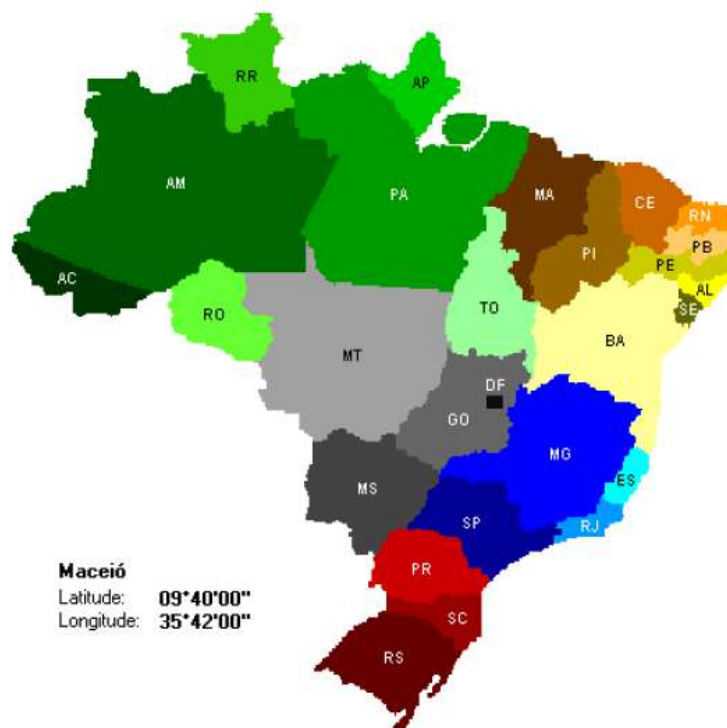 RR
AP
AM
PA
MA
CE
RN
PB
PI
PE
AC
AL
SE
RO
TO
BA
MT
DF
GO
MG
ES
MS
SP
RJ
PR
SC
RS
Maceió
Latitude: 09°40'00"
Longitude: 35°42'00"